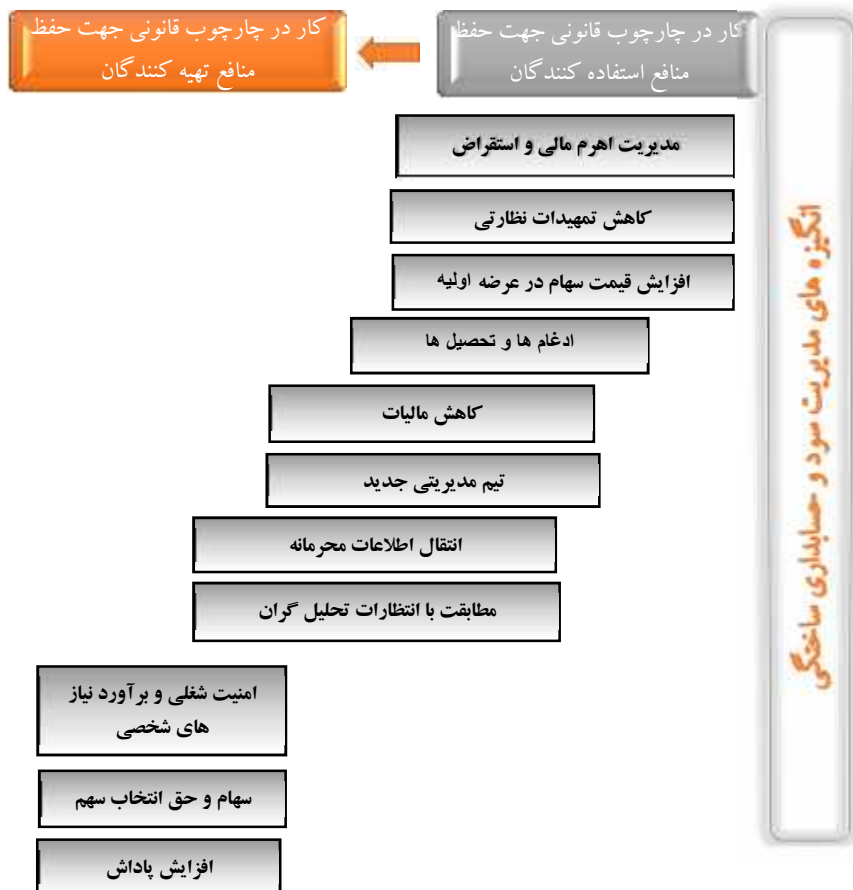 انگیزه های مدیریت سود و حسابداری ساختگی
کار در چارچوب قانونی جهت حفظ
منافع استفاده کنندگان
کار در چارچوب قانونی جهت حفظ
منافع تهیه کنندگان
مدیریت اهرم مالی و استقراض
کاهش تمهیدات نظارتی
افزایش قیمت سهام در عرضه اولیه
ادغام ها و تحصیل ها
کاهش مالیات
تیم مدیریتی جدید
انتقال اطلاعات محرمانه
مطابقت با انتظارات تحلیل گران
امنیت شغلی و برآورد نیاز
های شخصی
سهام و حق انتخاب سهم
افزایش پاداش